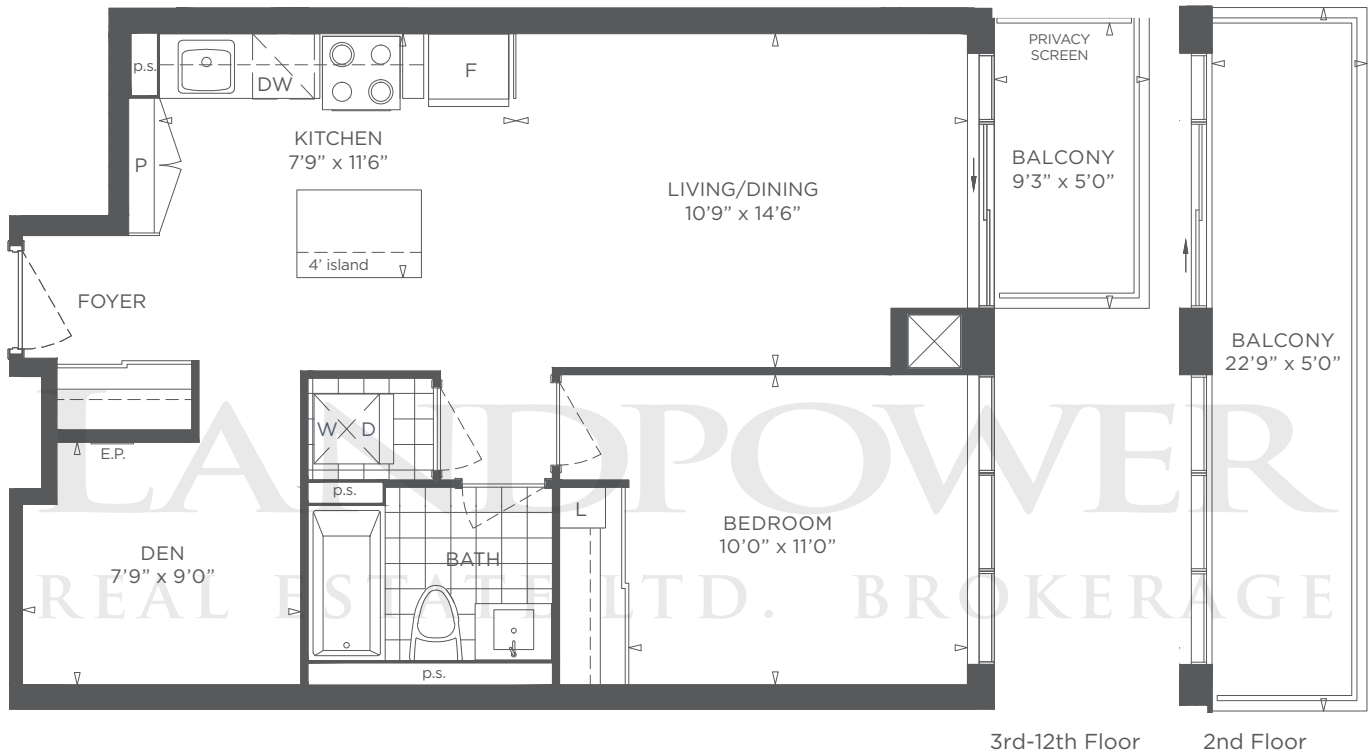 PRIVACY
SCREEN
p.s.
DW
F
KITCHEN
7’9” x 11’6”
P
BALCONY
9’3” x 5’0”
LIVING/DINING
10’9” x 14’6”
4’ island
FOYER
BALCONY
22’9” x 5’0”
W
D
E.P.
LANDPOWER
p.s.
L
BEDROOM
10’0” x 11’0”
DEN
7’9” x 9’0”
BATH
REAL ESTATE LTD. BROKERAGE
p.s.
3rd-12th Floor
2nd Floor